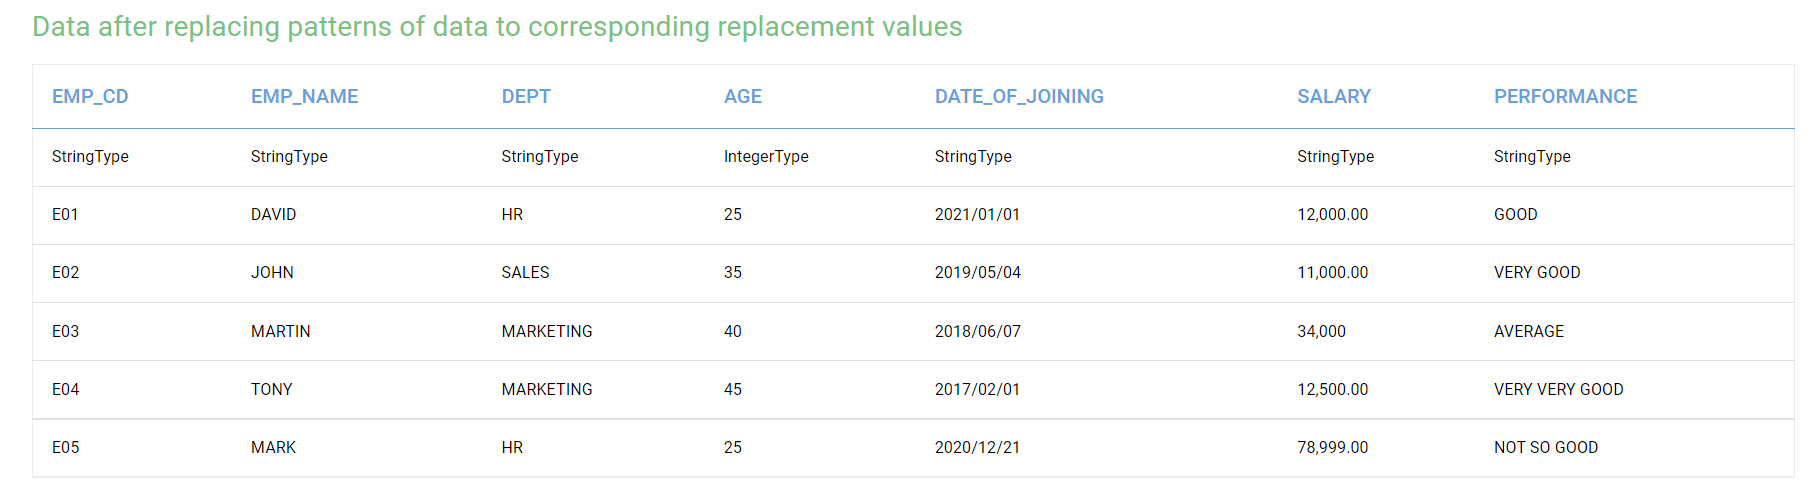 Data after replacing patterns of data to corresponding replacement values
EMP_CD EMP_NAME DEPT AGE DATE_OF_JOINING SALARY PERFORMANCE
StringType StringType StringType IntegerType StringType StringType StringType
E01 DAVID HR 25 2021/01/01 12,000.00 GOOD
E02 JOHN SALES 35 2019/05/04 11,000.00 VERY GOOD
E03 MARTIN MARKETING 40 2018/06/07 34,000 AVERAGE
E04 TONY MARKETING 45 2017/02/01 12,500.00 VERY VERY GOOD
E05 MARK HR 25 2020/12/21 78,999.00 NOT SO GOOD